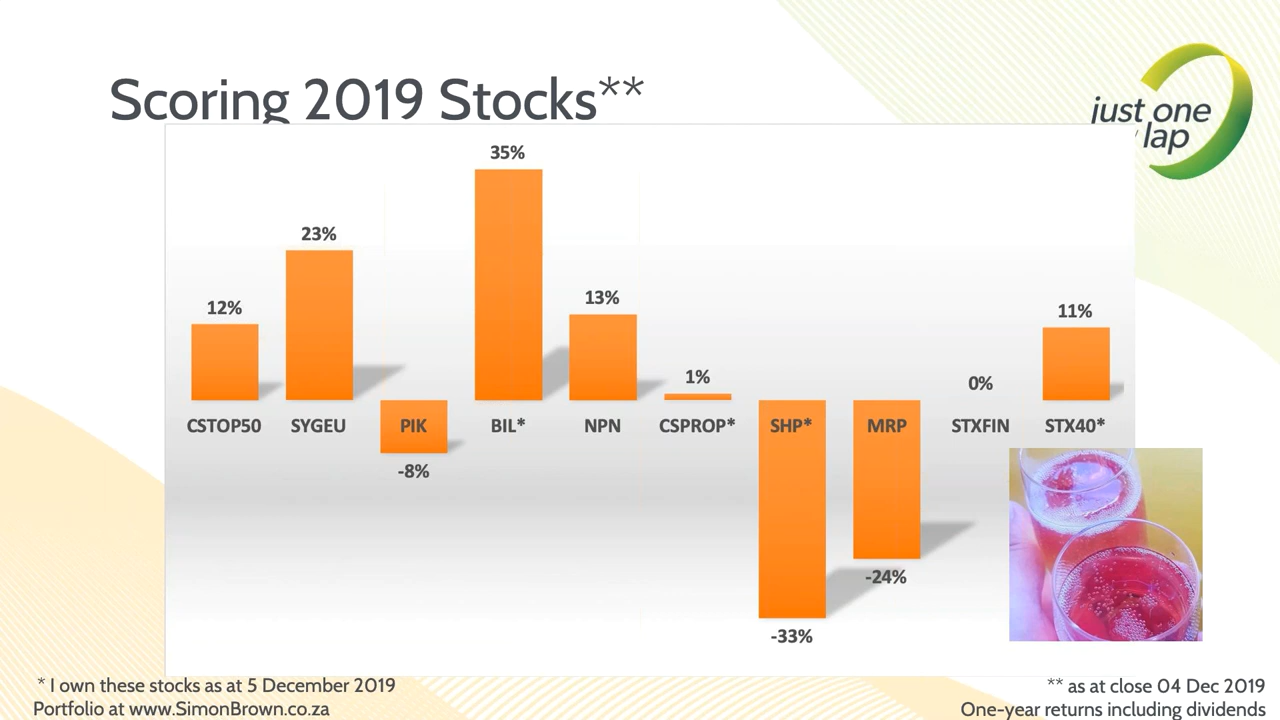 Scoring 2019 Stocks**
just one
lap
35%
23%
12%
13%
11%
1%
0%
CSTOP50 SYGEU PIK BIL* NPN CSPROP* SHP* MRP STXFIN STX40*
-8%
-24%
-33%
* I own these stocks as at 5 December 2019
Portfolio at www.SimonBrown.co.za
** as at close 04 Dec 2019
One-year returns including dividends